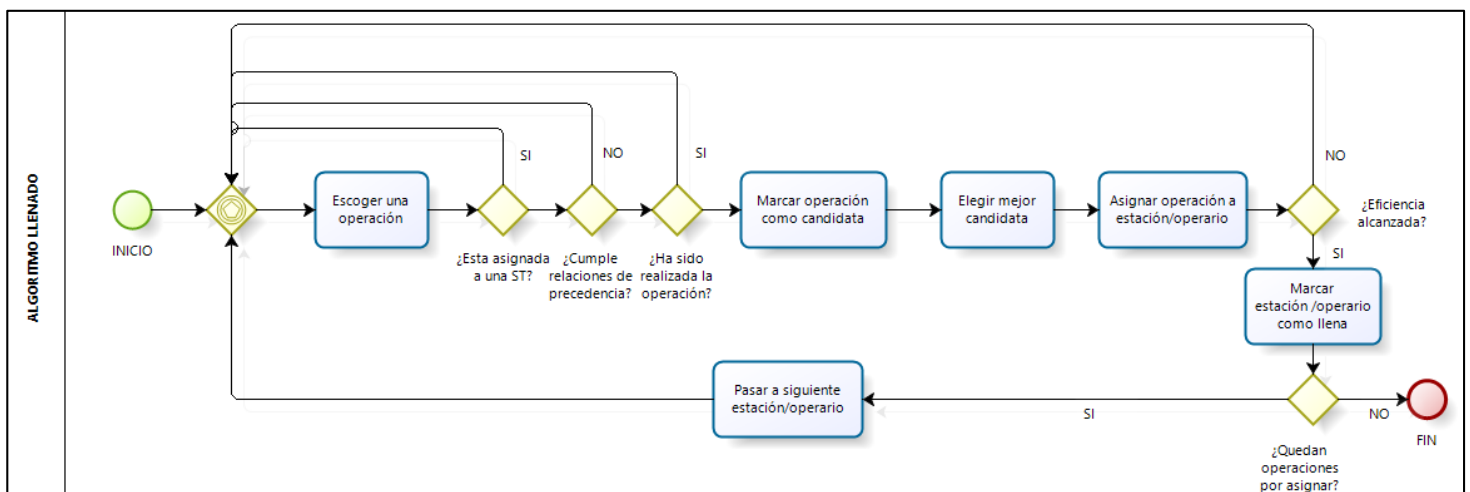 ALGORITMO LLENADO
INICIO
Escoger una
operación
SI
¿Esta asignada
a una ST?
NO
¿Cumple
relaciones de
precedencia?
SI
¿Ha sido
realizada la
operación?
Marcar operación
como candidata
Elegir mejor
candidata
Asignar operación a
estación/operario
NO
¿Eficiencia
alcanzada?
SI
Marcar
estación /operario
como llena
Pasar a siguiente
estación/operario
SI
NO
FIN
¿Quedan
operaciones
por asignar?